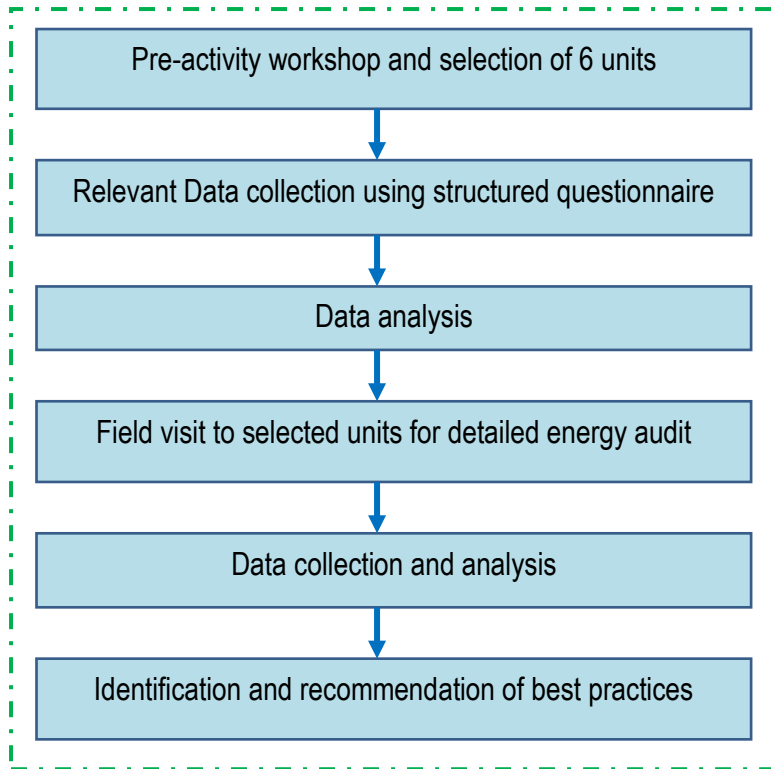 Pre-activity workshop and selection of 6 units
Relevant Data collection using structured questionnaire
Data analysis
Field visit to selected units for detailed energy audit
Data collection and analysis
Identification and recommendation of best practices